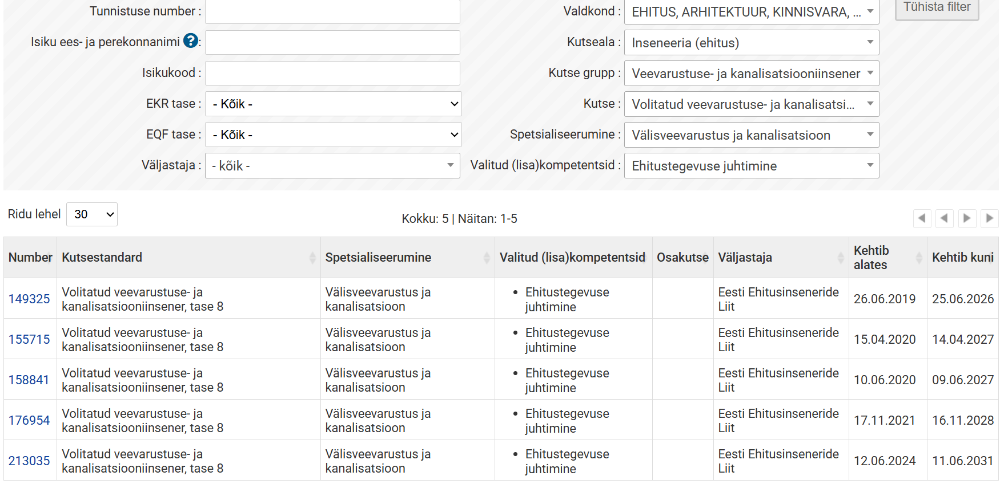 Tunnistuse number :
Valdkond : EHITUS, ARHITEKTUUR, KINNISVARA, ...
Tühista filter
Isiku ees- ja perekonnanimi ? :
Kutseala : Inseneeria (ehitus)
Isikukood :
Kutse grupp : Veevarustuse- ja kanalisatsiooniinsener
EKR tase : - Kõik -
Kutse : Volitatud veevarustuse- ja kanalisatsi...
EQF tase : - Kõik -
Spetsialiseerumine : Välisveevarustus ja kanalisatsioon
Väljastaja : - kõik -
Valitud (lisa)kompetentsid : Ehitustegevuse juhtimine
Ridu lehel 30
Kokku: 5 | Näitan: 1-5
Number Kutsestandard Spetsialiseerumine Valitud (lisa)kompetentsid Osakutse Väljastaja Kehtib alates Kehtib kuni
149325 Volitatud veevarustuse- ja kanalisatsiooniinsener, tase 8 Välisveevarustus ja kanalisatsioon • Ehitustegevuse juhtimine Eesti Ehitusinseneride Liit 26.06.2019 25.06.2026
155715 Volitatud veevarustuse- ja kanalisatsiooniinsener, tase 8 Välisveevarustus ja kanalisatsioon • Ehitustegevuse juhtimine Eesti Ehitusinseneride Liit 15.04.2020 14.04.2027
158841 Volitatud veevarustuse- ja kanalisatsiooniinsener, tase 8 Välisveevarustus ja kanalisatsioon • Ehitustegevuse juhtimine Eesti Ehitusinseneride Liit 10.06.2020 09.06.2027
176954 Volitatud veevarustuse- ja kanalisatsiooniinsener, tase 8 Välisveevarustus ja kanalisatsioon • Ehitustegevuse juhtimine Eesti Ehitusinseneride Liit 17.11.2021 16.11.2028
213035 Volitatud veevarustuse- ja kanalisatsiooniinsener, tase 8 Välisveevarustus ja kanalisatsioon • Ehitustegevuse juhtimine Eesti Ehitusinseneride Liit 12.06.2024 11.06.2031